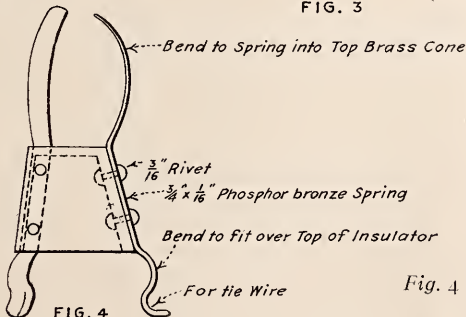 FIG. 3
Bend to Spring into Top Brass Cone
3/16" Rivet
3/4" x 1/16" Phosphor bronze Spring
Bend to fit over Top of Insulator
For tie Wire
Fig. 4
FIG. 4